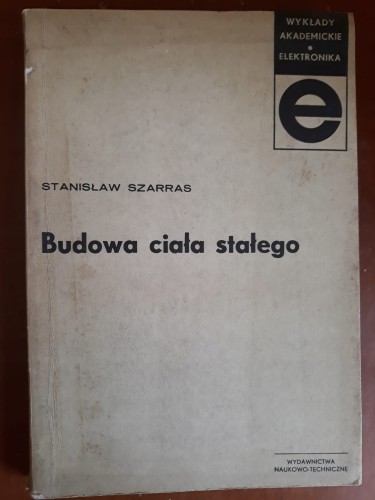 WYKŁADY
AKADEMICKIE
•
ELEKTRONIKA
e
STANISŁAW SZARRAS
Budowa ciała stałego
WYDAWNICTWA
NAUKOWO-TECHNICZNE